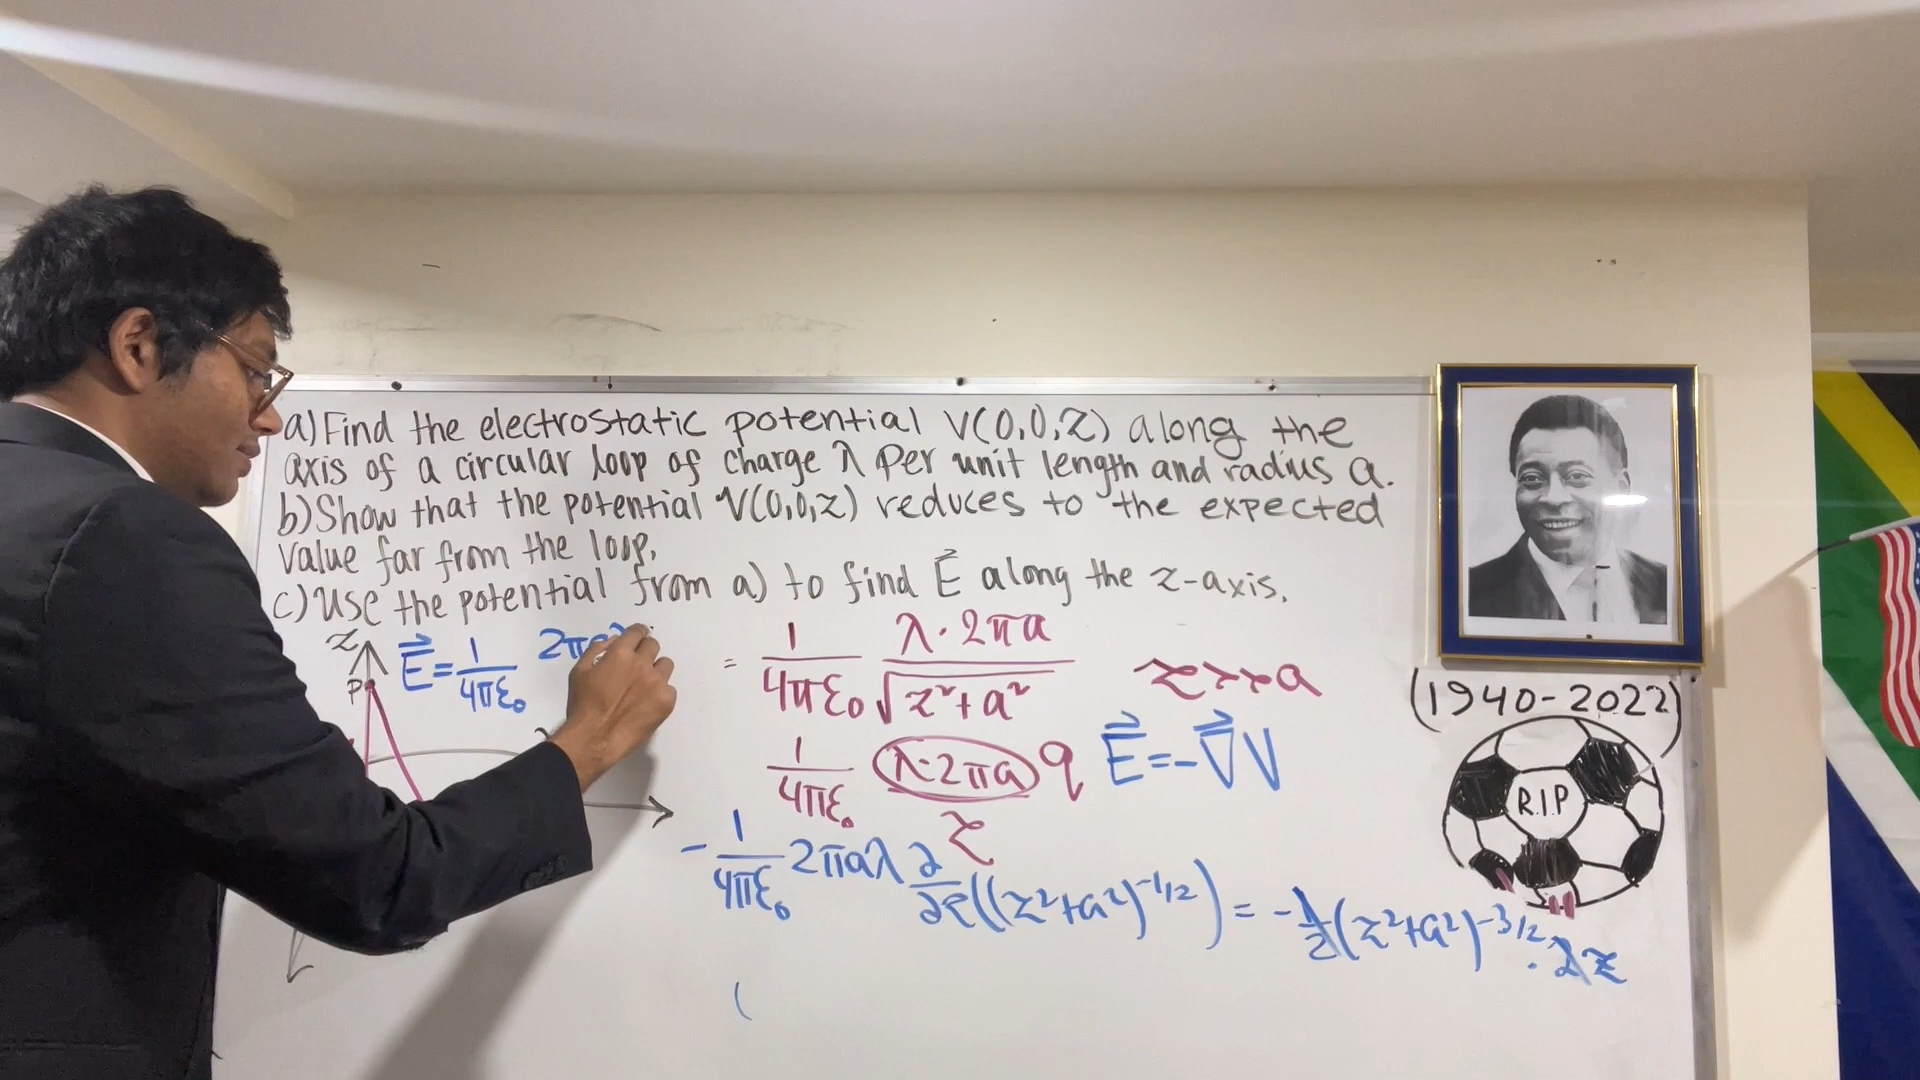 a) Find the electrostatic potential V(0,0,z) along the
axis of a circular loop of charge λ per unit length and radius a.
b) Show that the potential V(0,0,z) reduces to the expected
value far from the loop.
c) Use the potential from a) to find E⃗ along the z-axis.
z
P
E⃗ = 1/4πε₀ 2πaλ
= 1/4πε₀ λ·2πa/√z²+a²
z>>a
1/4πε₀ λ·2πa/z q
E⃗ = -∇⃗V
- 1/4πε₀ 2πaλ ∂/∂z((z²+a²)^-1/2) = -1/2(z²+a²)^-3/2 · 2z
(
(1940-2022)
R.I.P